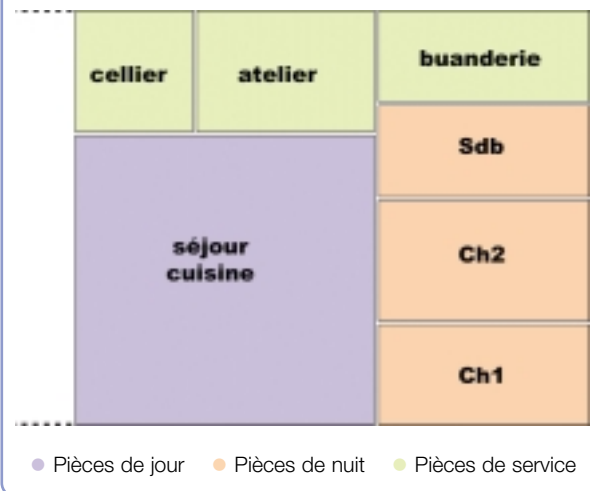 cellier
atelier
buanderie
Sdb
séjour
cuisine
Ch2
Ch1
Pièces de jour
Pièces de nuit
Pièces de service